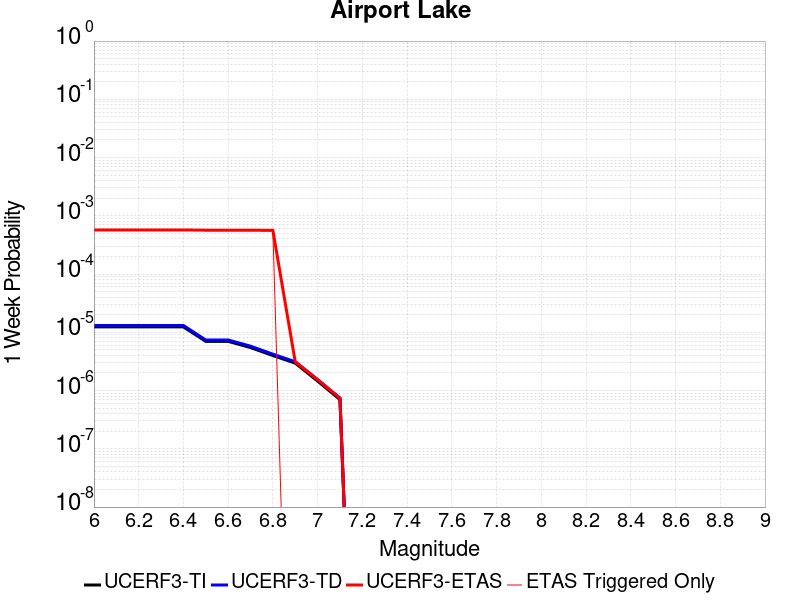 Airport Lake
10^0
10^-1
10^-2
10^-3
10^-4
10^-5
10^-6
10^-7
10^-8
1 Week Probability
6 6.2 6.4 6.6 6.8 7 7.2 7.4 7.6 7.8 8 8.2 8.4 8.6 8.8 9
Magnitude
UCERF3-TI UCERF3-TD UCERF3-ETAS ETAS Triggered Only